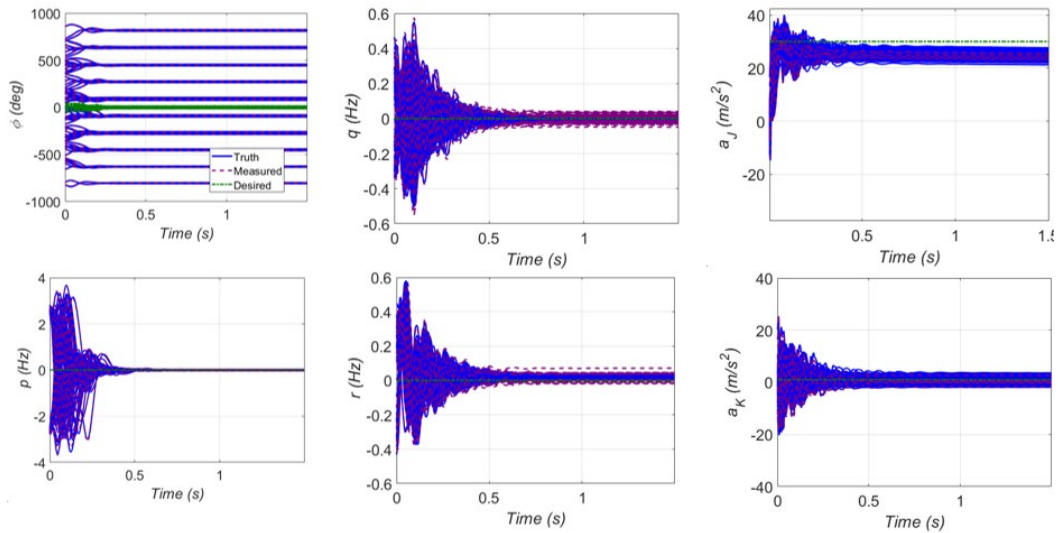 1000
500
0
-500
-1000
ϕ (deg)
Truth
Measured
Desired
0 0.5 1
Time (s)
0.6
0.4
0.2
0
-0.2
-0.4
-0.6
q (Hz)
0 0.5 1
Time (s)
40
20
0
-20
a_J (m/s²)
0.5 1 1.5
Time (s)
4
2
0
-2
-4
p (Hz)
0 0.5 1
Time (s)
0.6
0.4
0.2
0
-0.2
-0.4
-0.6
r (Hz)
0 0.5 1
Time (s)
40
20
0
-20
-40
a_K (m/s²)
0 0.5 1
Time (s)